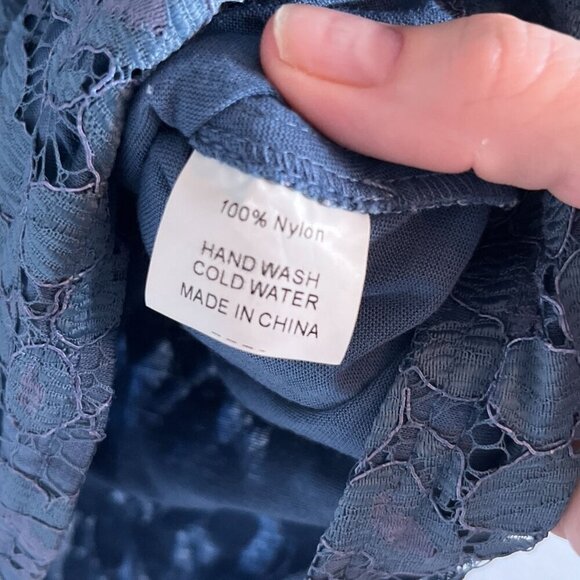 100% Nylon
HAND WASH
COLD WATER
MADE IN CHINA